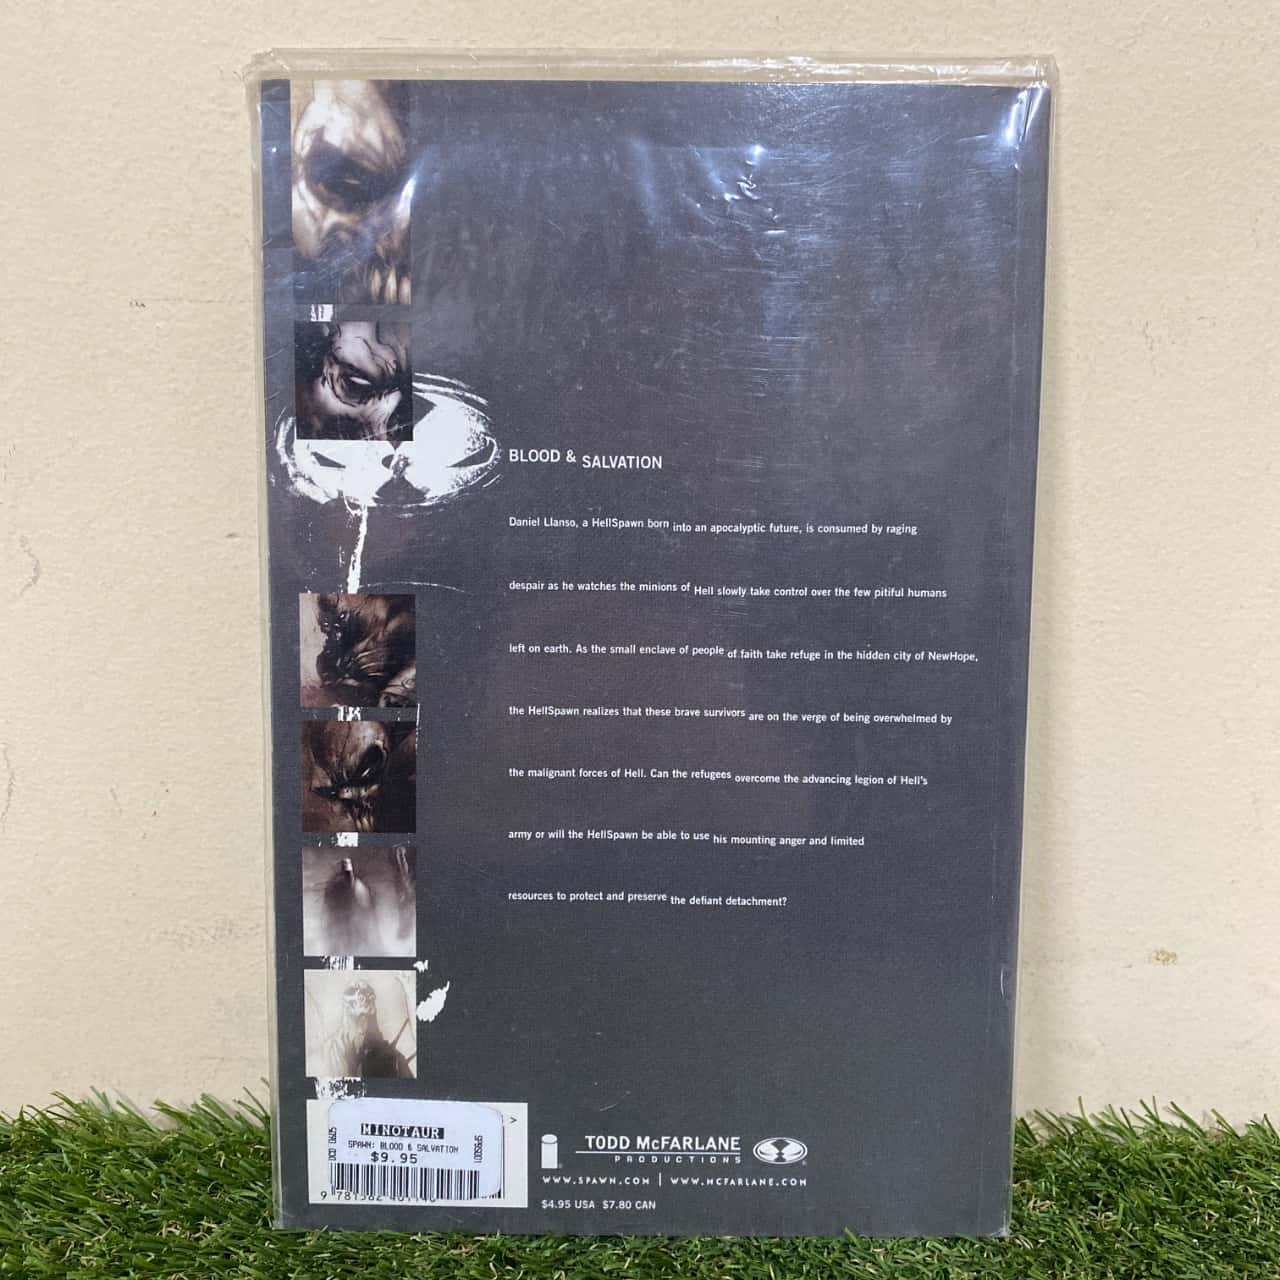 BLOOD & SALVATION
Daniel Llanso, a HellSpawn born into an apocalyptic future, is consumed by raging
despair as he watches the minions of Hell slowly take control over the few pitiful humans
left on earth. As the small enclave of people of faith take refuge in the hidden city of NewHope,
the HellSpawn realizes that these brave survivors are on the verge of being overwhelmed by
the malignant forces of Hell. Can the refugees overcome the advancing legion of Hell's
army or will the HellSpawn be able to use his mounting anger and limited
resources to protect and preserve the defiant detachment?
>
MINOTAUR
SPAWN: BLOOD & SALVATION
$9.95
i
TODD McFARLANE
PRODUCTIONS
WWW.SPAWN.COM | WWW.MCFARLANE.COM
$4.95 USA $7.80 CAN